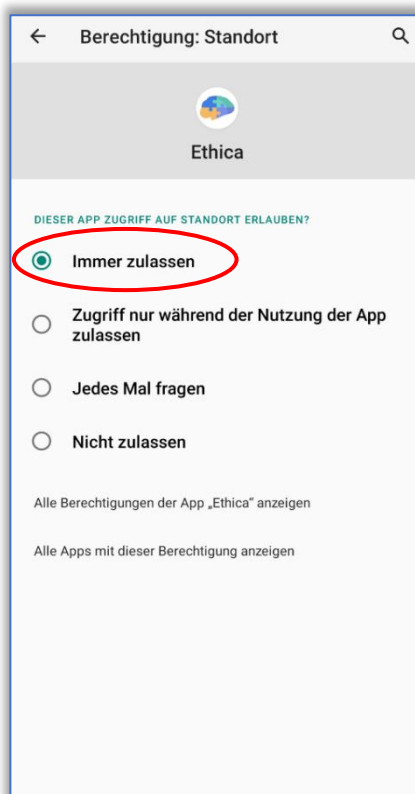 Berechtigung: Standort
Ethica
DIESER APP ZUGRIFF AUF STANDORT ERLAUBEN?
Immer zulassen
Zugriff nur während der Nutzung der App
zulassen
Jedes Mal fragen
Nicht zulassen
Alle Berechtigungen der App „Ethica“ anzeigen
Alle Apps mit dieser Berechtigung anzeigen